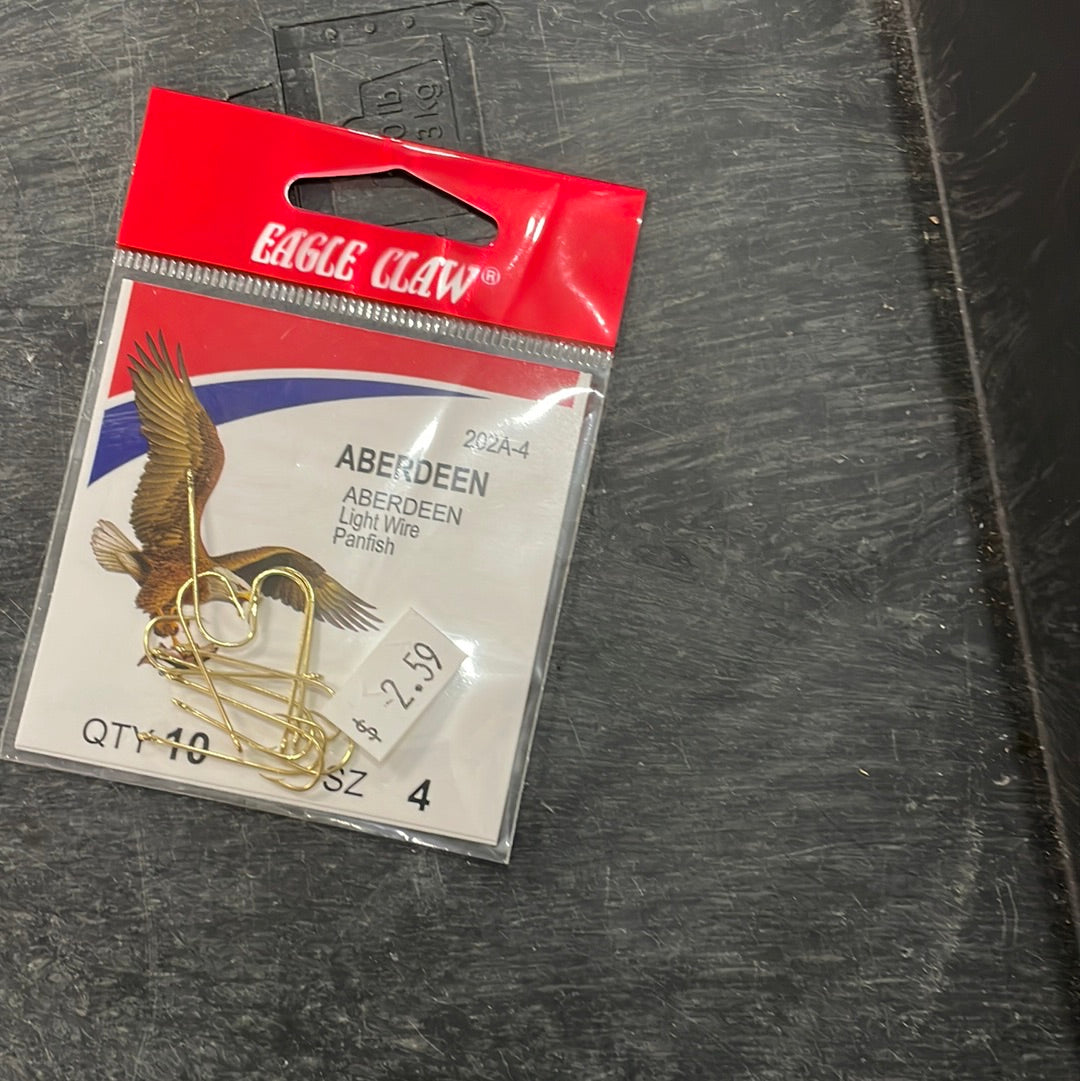 EAGLE CLAW®
202A-4
ABERDEEN
ABERDEEN
Light Wire
Panfish
$ 2.59
QTY 10
SZ 4